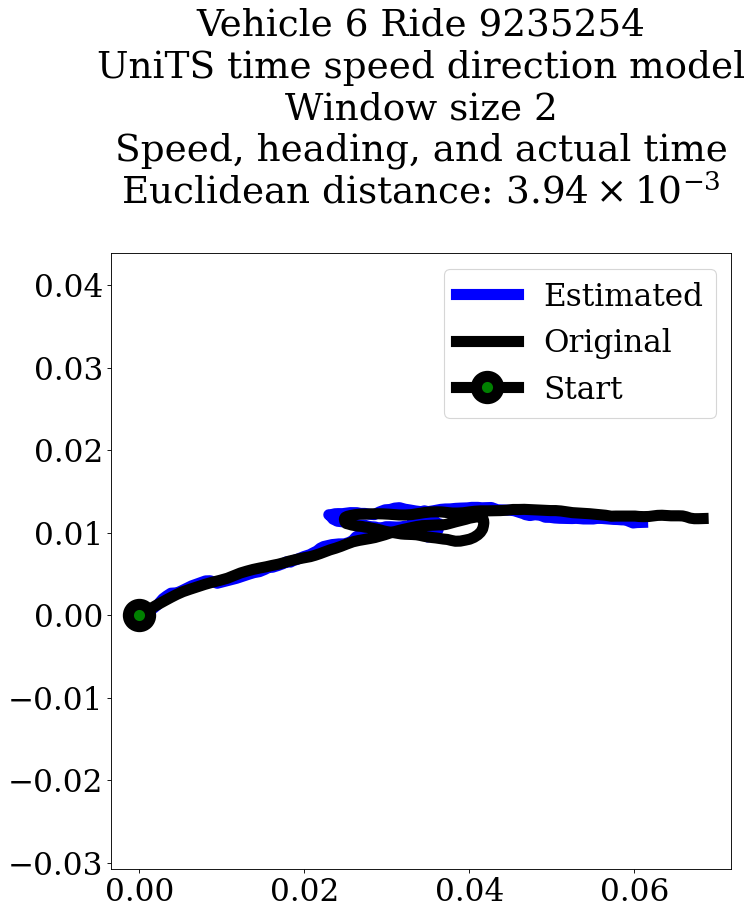 Vehicle 6 Ride 9235254
UniTS time speed direction model
Window size 2
Speed, heading, and actual time
Euclidean distance: 3.94 × 10⁻³
Estimated
Original
Start
0.04
0.03
0.02
0.01
0.00
−0.01
−0.02
−0.03
0.00 0.02 0.04 0.06